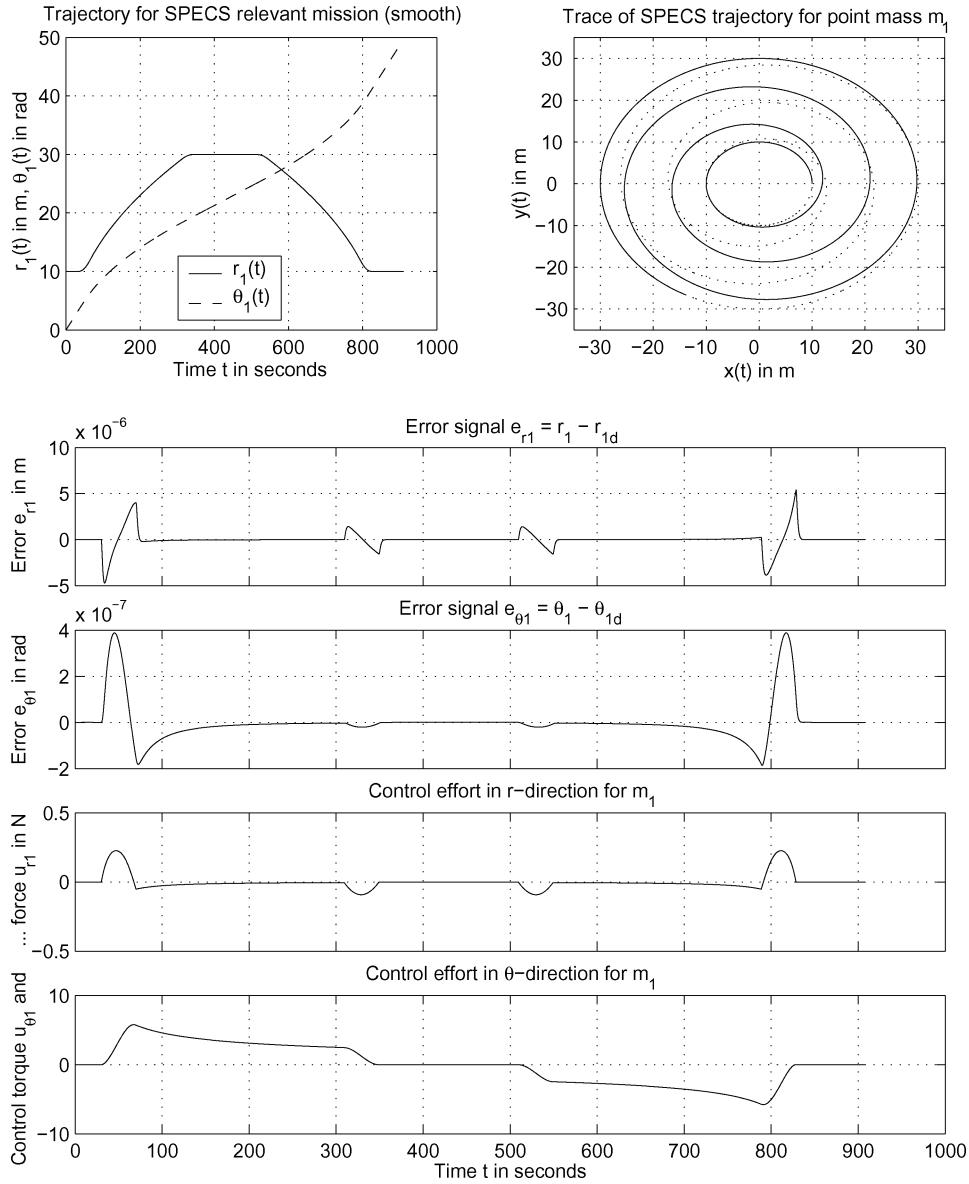 Trajectory for SPECS relevant mission (smooth)
50
40
30
20
10
0
r1(t) in m, θ1(t) in rad
r1(t)
θ1(t)
0 200 400 600 800 1000
Time t in seconds
Trace of SPECS trajectory for point mass m1
30
20
10
0
−10
−20
−30
y(t) in m
−30 −20 −10 0 10 20 30
x(t) in m
Error signal er1 = r1 − r1d
x 10−6
10
5
0
−5
Error er1 in m
Error signal eθ1 = θ1 − θ1d
x 10−7
4
2
0
−2
Error eθ1 in rad
Control effort in r−direction for m1
0.5
0
−0.5
... force ur1 in N
Control effort in θ−direction for m1
10
0
−10
Control torque uθ1 and
0 100 200 300 400 500 600 700 800 900 1000
Time t in seconds